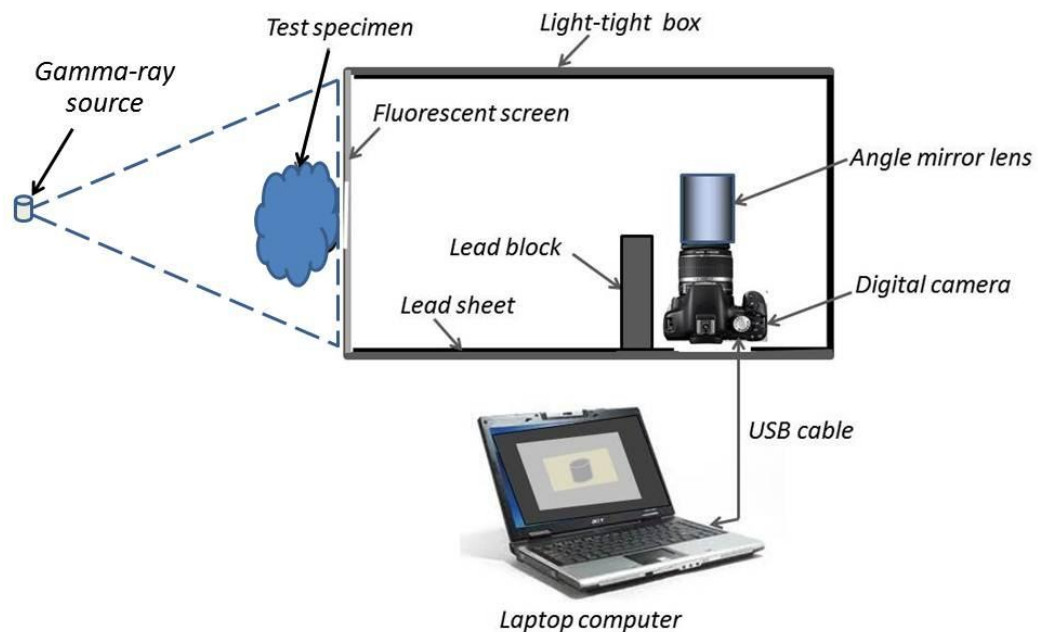 Test specimen
Light-tight box
Gamma-ray
source
Fluorescent screen
Angle mirror lens
Lead block
Digital camera
Lead sheet
USB cable
acer
Laptop computer